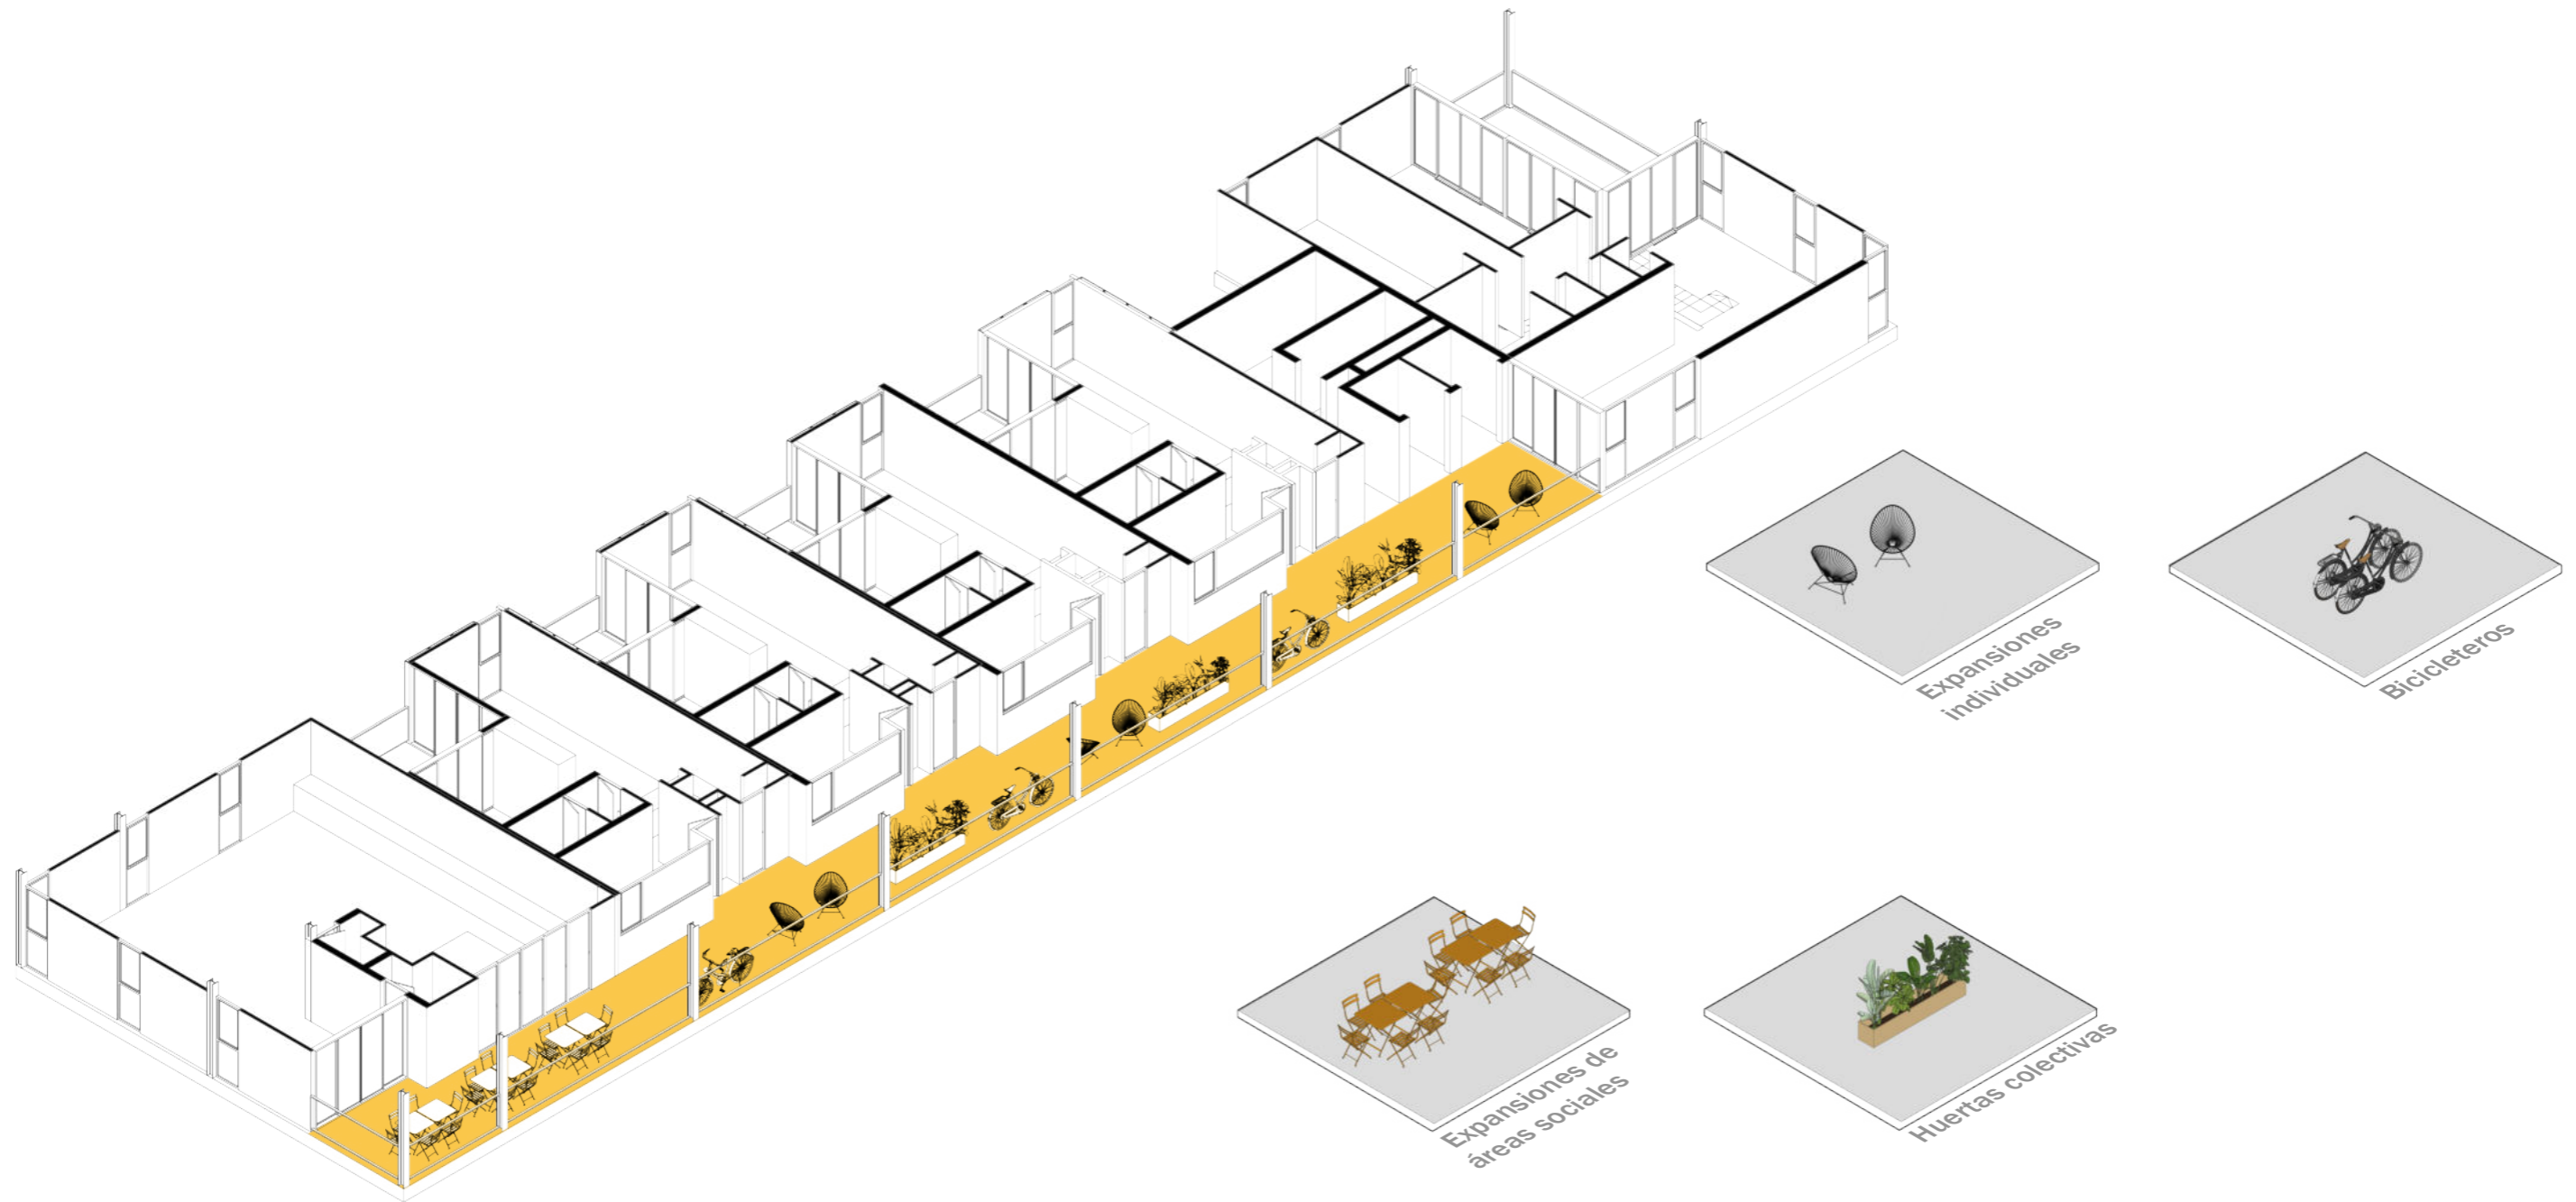 Expansiones
individuales
Bicicleteros
Expansiones de
áreas sociales
Huertas colectivas